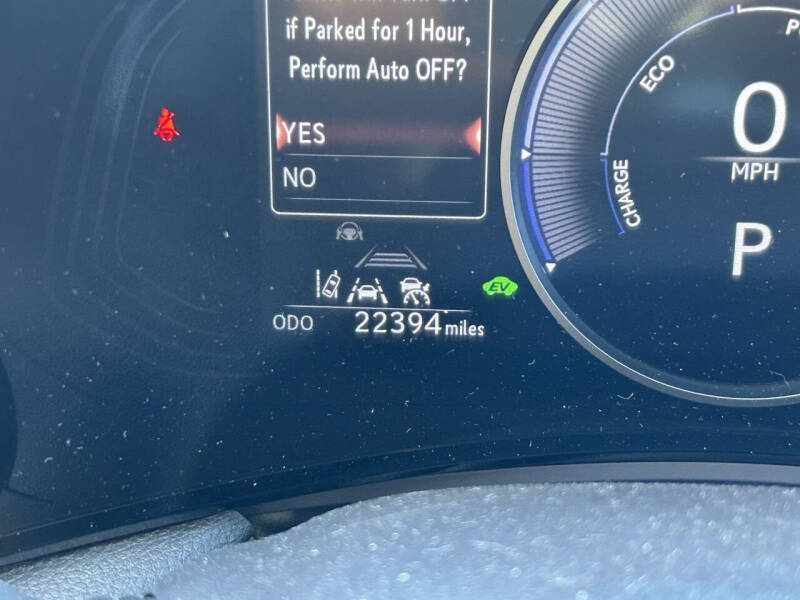 if Parked for 1 Hour,
Perform Auto OFF?
YES
NO
ECO
CHARGE
0
MPH
P
EV
ODO 22394 miles